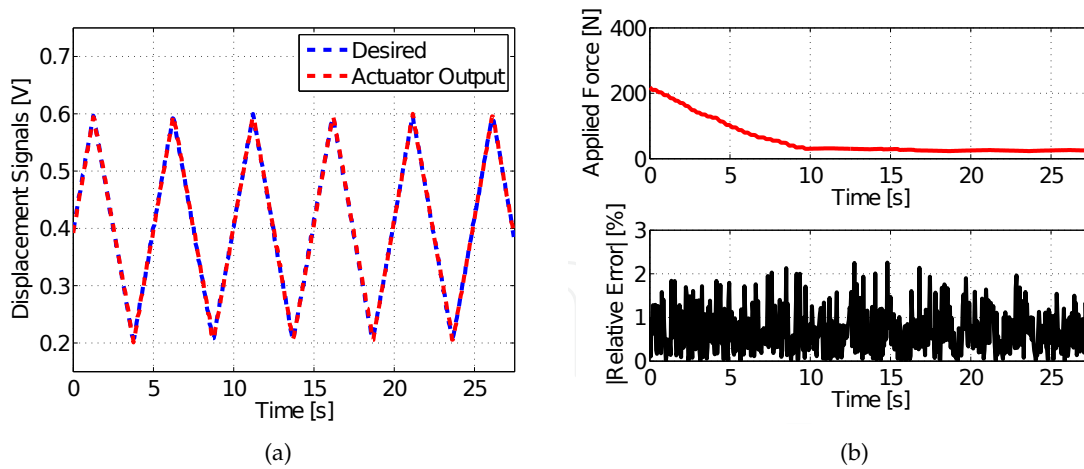 Displacement Signals [V]
0.7
0.6
0.5
0.4
0.3
0.2
Desired
Actuator Output
0 5 10 15 20 25
Time [s]
(a)
Applied Force [N]
400
200
0
0 5 10 15 20 25
Time [s]
|Relative Error| [%]
3
2
1
0
0 5 10 15 20 25
Time [s]
(b)